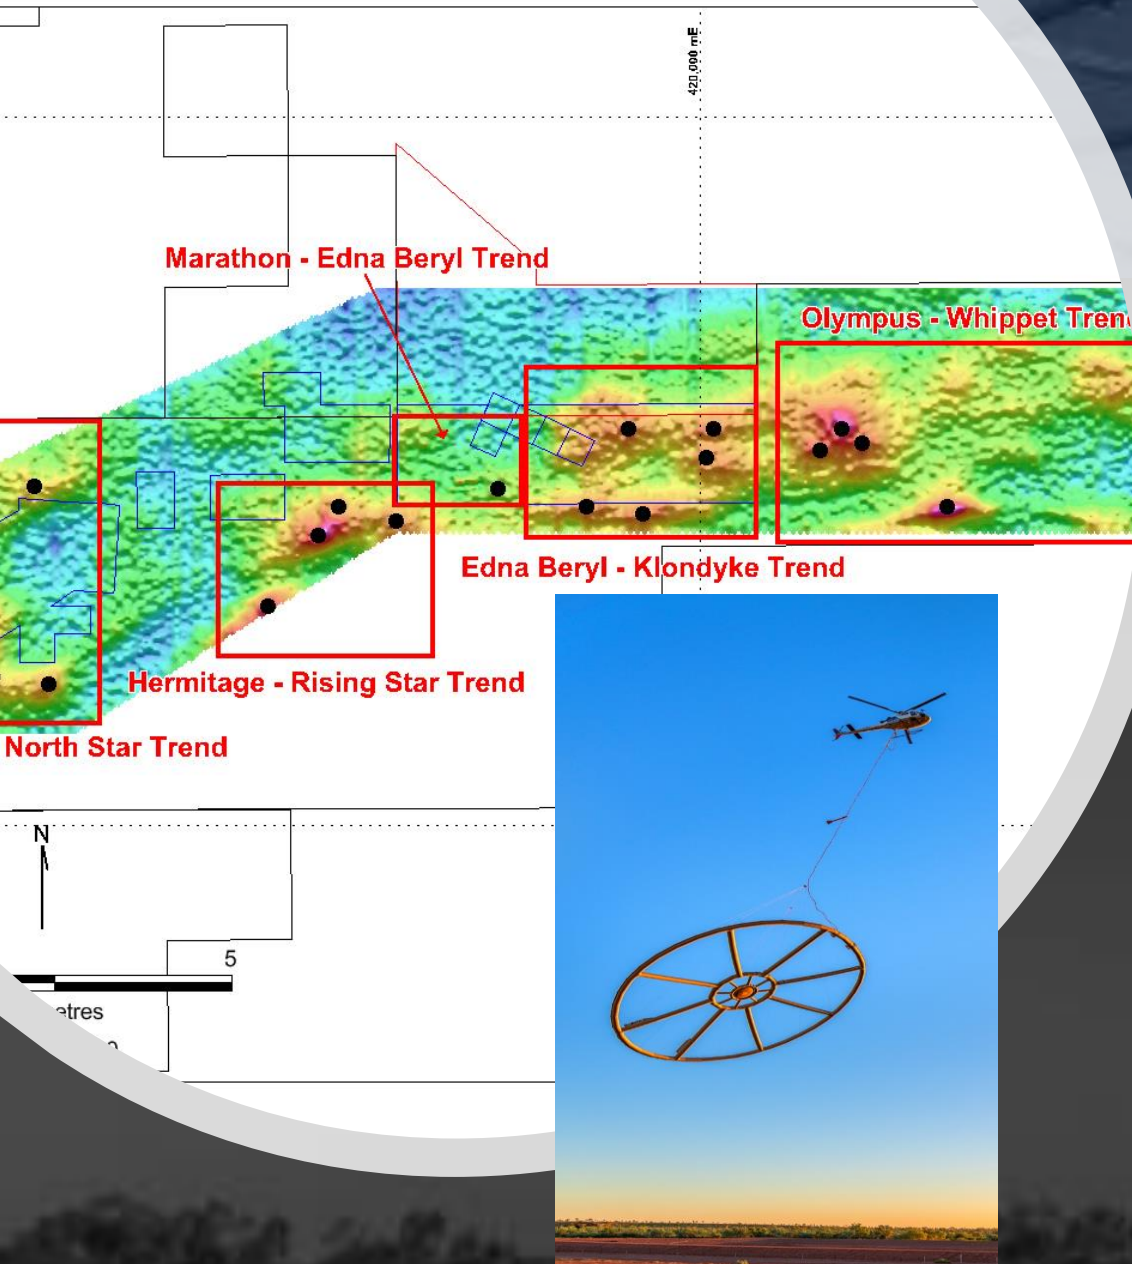 420,000 mE
Marathon - Edna Beryl Trend
Olympus - Whippet Tren
Edna Beryl - Klondyke Trend
Hermitage - Rising Star Trend
North Star Trend
N
5
etres